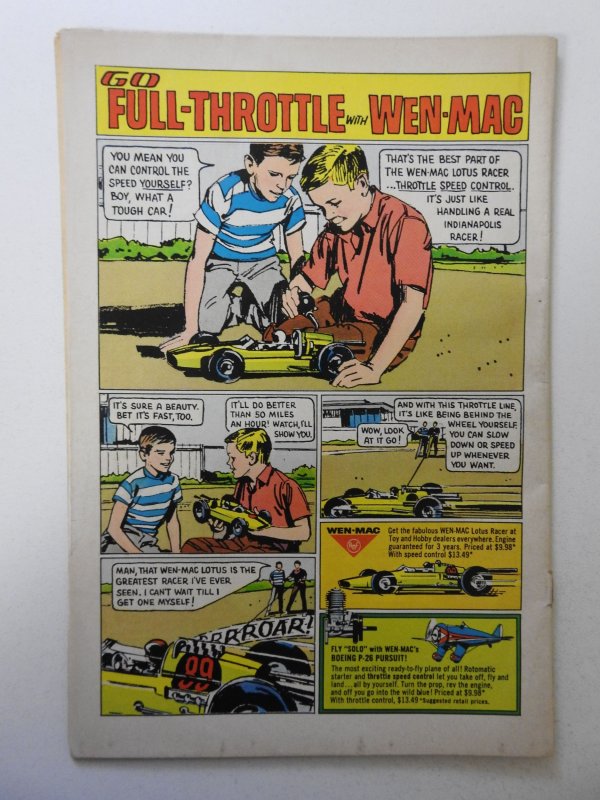 GO
FULL-THROTTLE WITH WEN-MAC
YOU MEAN YOU
CAN CONTROL THE
SPEED YOURSELF?
BOY, WHAT A
TOUGH CAR!
THAT'S THE BEST PART OF
THE WEN-MAC LOTUS RACER
...THROTTLE SPEED CONTROL.
IT'S JUST LIKE
HANDLING A REAL
INDIANAPOLIS
RACER!
IT'S SURE A BEAUTY.
BET IT'S FAST, TOO.
IT'LL DO BETTER
THAN 50 MILES
AN HOUR! WATCH, I'LL
SHOW YOU.
WOW, LOOK
AT IT GO!
AND WITH THIS THROTTLE LINE,
IT'S LIKE BEING BEHIND THE
WHEEL YOURSELF.
YOU CAN SLOW
DOWN OR SPEED
UP WHENEVER
YOU WANT.
MAN, THAT WEN-MAC LOTUS IS THE
GREATEST RACER I'VE EVER
SEEN. I CAN'T WAIT TILL I
GET ONE MYSELF!
RRRROAR!
99
WEN-MAC
Get the fabulous WEN-MAC Lotus Racer at
Toy and Hobby dealers everywhere. Engine
guaranteed for 3 years. Priced at $9.98*
With speed control $13.49*
FLY "SOLO" with WEN-MAC's
BOEING P-26 PURSUIT!
The most exciting ready-to-fly plane of all! Rotomatic
starter and throttle speed control let you take off, fly and
land...all by yourself. Turn the prop, rev the engine,
and off you go into the wild blue! Priced at $9.98*
With throttle control, $13.49 *Suggested retail prices.